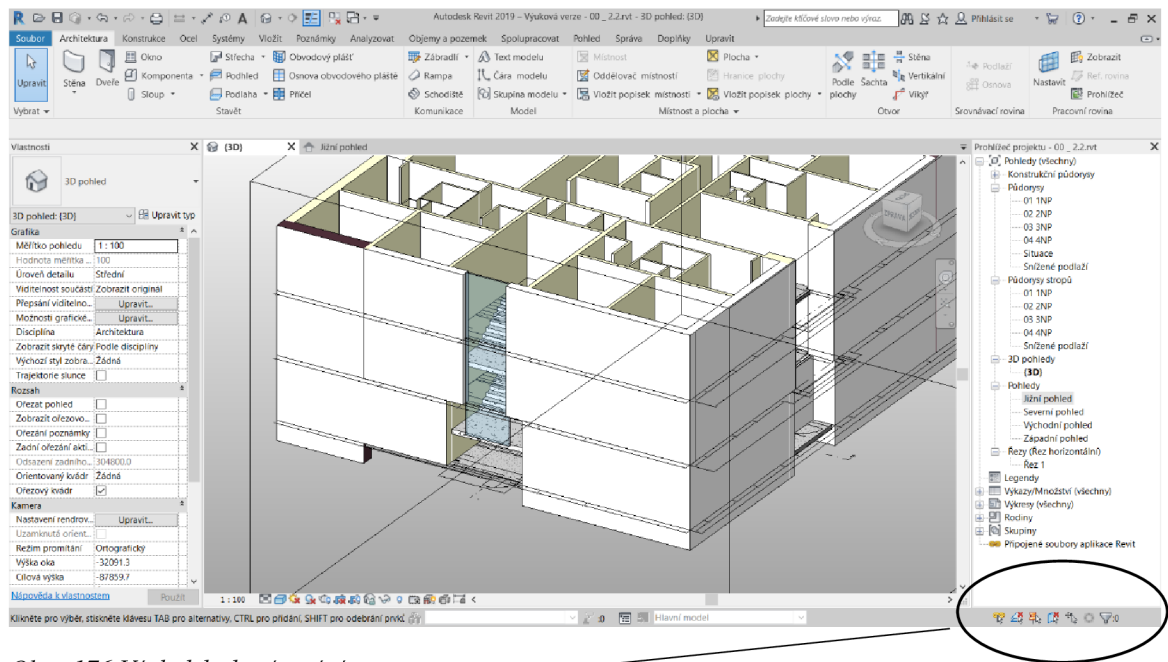 Autodesk Revit 2019 – Výuková verze - 00 _ 2.2.rvt - 3D pohled: {3D}
Zadejte klíčové slovo nebo výraz.
Přihlásit se
Soubor Architektura Konstrukce Ocel Systémy Vložit Poznámky Analyzovat Objemy a pozemek Spolupracovat Pohled Správa Doplňky Upravit
Upravit
Stěna
Dveře
Okno
Komponenta
Sloup
Střecha
Podhled
Podlaha
Obvodový plášť
Osnova obvodového pláště
Příčel
Zábradlí
Rampa
Schodiště
Text modelu
Čára modelu
Skupina modelu
Místnost
Oddělovač místností
Vložit popisek místnosti
Plocha
Hranice plochy
Vložit popisek plochy
Podle plochy
Šachta
Stěna
Vertikální
Vikýř
Podlaží
Osnova
Nastavit
Zobrazit
Ref. rovina
Prohlížeč
Vybrat Stavět Komunikace Model Místnost a plocha Otvor Srovnávací rovina Pracovní rovina
Vlastnosti
3D pohled
3D pohled: {3D} Upravit typ
Grafika
Měřítko pohledu 1 : 100
Hodnota měřítka ... 100
Úroveň detailu Střední
Viditelnost součástí Zobrazit originál
Přepsání viditelno... Upravit...
Možnosti grafické... Upravit...
Disciplína Architektura
Zobrazit skryté čáry Podle disciplíny
Výchozí styl zobra... Žádná
Trajektorie slunce
Rozsah
Ořezat pohled
Zobrazit ořezovo...
Ořezání poznámky
Zadní ořezání akti...
Odsazení zadního... 304800.0
Orientovaný kvádr Žádná
Ořezový kvádr
Kamera
Nastavení rendrov... Upravit...
Uzamknutá orient...
Režim promítání Ortografický
Výška oka -32091.3
Cílová výška -87859.7
Nápověda k vlastnostem Použít
{3D} Jižní pohled
1 : 100
Prohlížeč projektu - 00 _ 2.2.rvt
Pohledy (všechny)
Konstrukční půdorysy
Půdorysy
01 1NP
02 2NP
03 3NP
04 4NP
Situace
Snížené podlaží
Půdorysy stropů
01 1NP
02 2NP
03 3NP
04 4NP
Snížené podlaží
3D pohledy
{3D}
Pohledy
Jižní pohled
Severní pohled
Východní pohled
Západní pohled
Řezy (Řez horizontální)
Řez 1
Legendy
Výkazy/Množství (všechny)
Výkresy (všechny)
Rodiny
Skupiny
Připojené soubory aplikace Revit
Klikněte pro výběr, stiskněte klávesu TAB pro alternativy, CTRL pro přidání, SHIFT pro odebrání prvků
:0 Hlavní model
:0